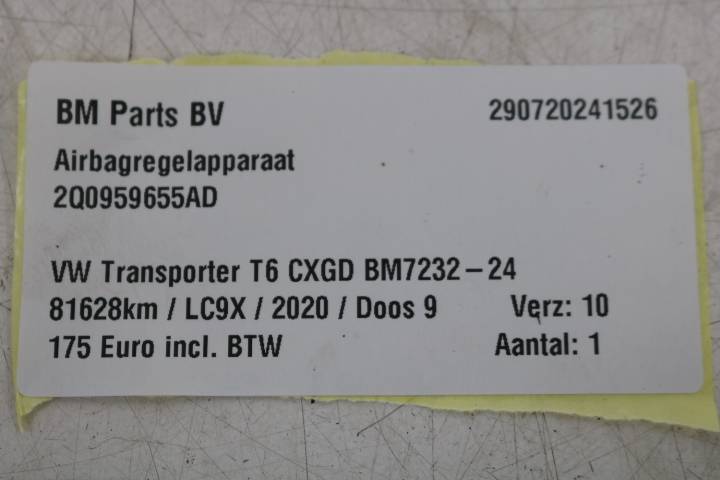 BM Parts BV 290720241526
Airbagregelapparaat
2Q0959655AD
VW Transporter T6 CXGD BM7232-24
81628km / LC9X / 2020 / Doos 9 Verz: 10
175 Euro incl. BTW Aantal: 1